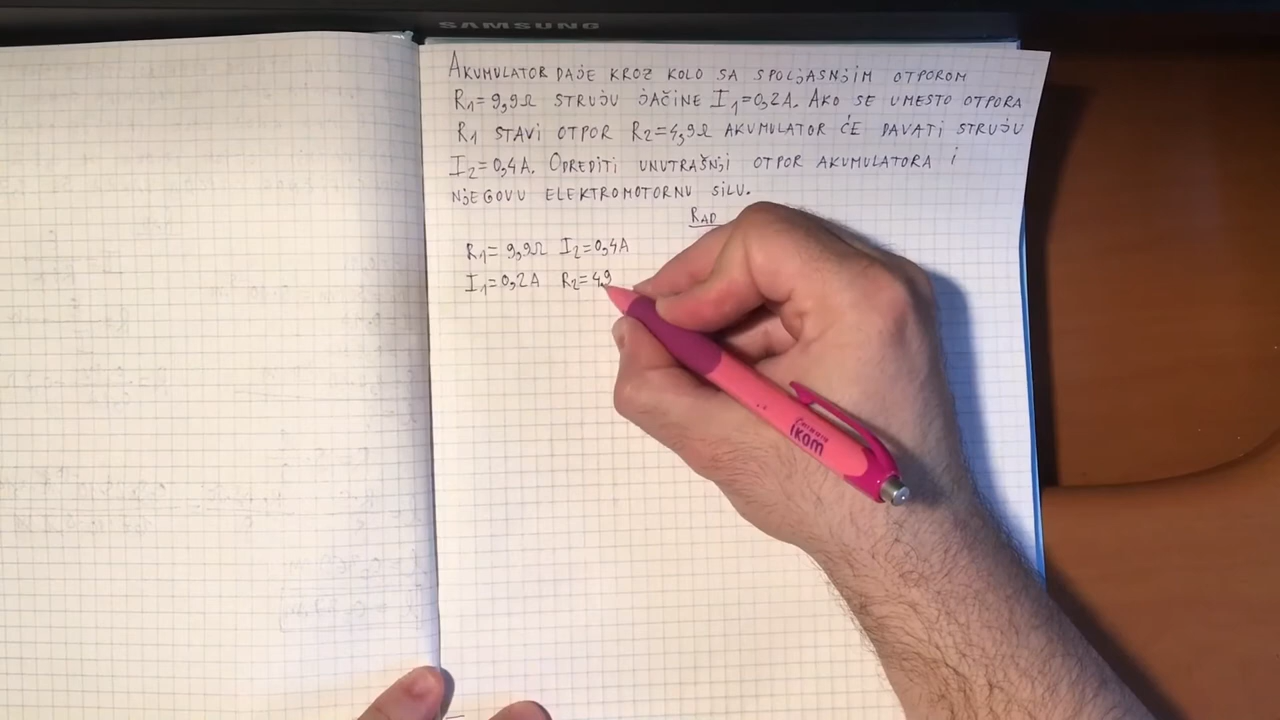 SAMSUNG
AKUMULATOR DAJE KROZ KOLO SA SPOLJASNJIM OTPOROM
R₁=9,9Ω STRUJU JAČINE I₁=0,2A. AKO SE UMESTO OTPORA
R₁ STAVI OTPOR R₂=4,9Ω AKUMULATOR ĆE DAVATI STRUJU
I₂=0,4A. ODREDITI UNUTRAŠNJI OTPOR AKUMULATORA I
NJEGOVU ELEKTROMOTORNU SILU.
RAD
R₁=9,9Ω I₂=0,4A
I₁=0,2A R₂=4,9
ikom